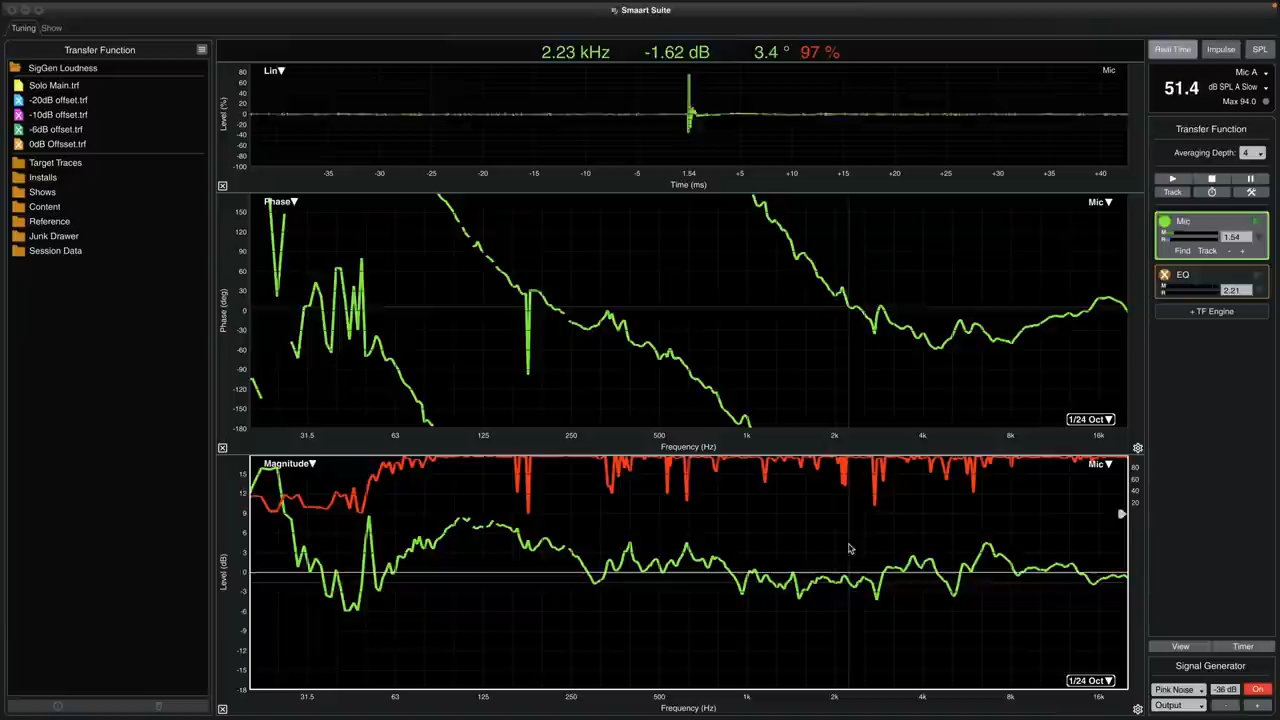 Smaart Suite
Tuning Show
Transfer Function
SigGen Loudness
Solo Main.trf
-20dB offset.trf
-10dB offset.trf
-6dB offset.trf
0dB Offsset.trf
Target Traces
Installs
Shows
Content
Reference
Junk Drawer
Session Data
2.23 kHz -1.62 dB 3.4 ° 97 %
Lin▼ Mic
Level (%)
80
60
40
20
0
-20
-40
-60
-80
-100
-35 -30 -25 -20 -15 -10 -5 1.54 +5 +10 +15 +20 +25 +30 +35 +40
Time (ms)
Phase▼ Mic▼
Phase (deg)
150
120
90
60
30
0
-30
-60
-90
-120
-150
-180
1/24 Oct▼
31.5 63 125 250 500 1k 2k 4k 8k 16k
Frequency (Hz)
Magnitude▼ Mic▼
Level (dB)
15
12
9
6
3
0
-3
-6
-9
-12
-15
-18
80
60
40
20
1/24 Oct▼
31.5 63 125 250 500 1k 2k 4k 8k 16k
Frequency (Hz)
Real Time Impulse SPL
Mic A
51.4 dB SPL A Slow
Max 94.0
Transfer Function
Averaging Depth: 4
Track
Mic
M
R
1.54
Find Track - +
EQ
M
R
2.21
+ TF Engine
View Timer
Signal Generator
Pink Noise -36 dB On
Output - +